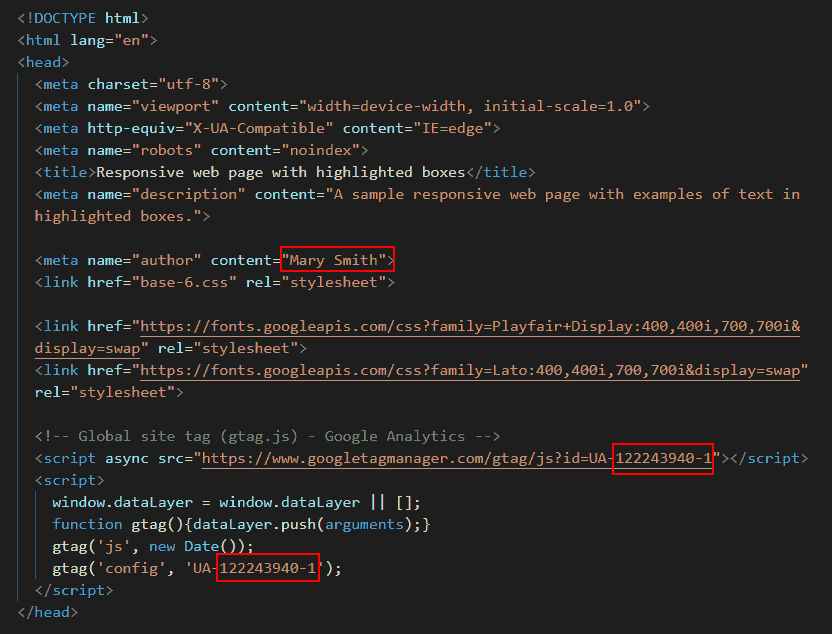 <!DOCTYPE html>
<html lang="en">
<head>
<meta charset="utf-8">
<meta name="viewport" content="width=device-width, initial-scale=1.0">
<meta http-equiv="X-UA-Compatible" content="IE=edge">
<meta name="robots" content="noindex">
<title>Responsive web page with highlighted boxes</title>
<meta name="description" content="A sample responsive web page with examples of text in
highlighted boxes.">
<meta name="author" content="Mary Smith">
<link href="base-6.css" rel="stylesheet">
<link href="https://fonts.googleapis.com/css?family=Playfair+Display:400,400i,700,700i&
display=swap" rel="stylesheet">
<link href="https://fonts.googleapis.com/css?family=Lato:400,400i,700,700i&display=swap"
rel="stylesheet">
<!-- Global site tag (gtag.js) - Google Analytics -->
<script async src="https://www.googletagmanager.com/gtag/js?id=UA-122243940-1"></script>
<script>
window.dataLayer = window.dataLayer || [];
function gtag(){dataLayer.push(arguments);}
gtag('js', new Date());
gtag('config', 'UA-122243940-1');
</script>
</head>